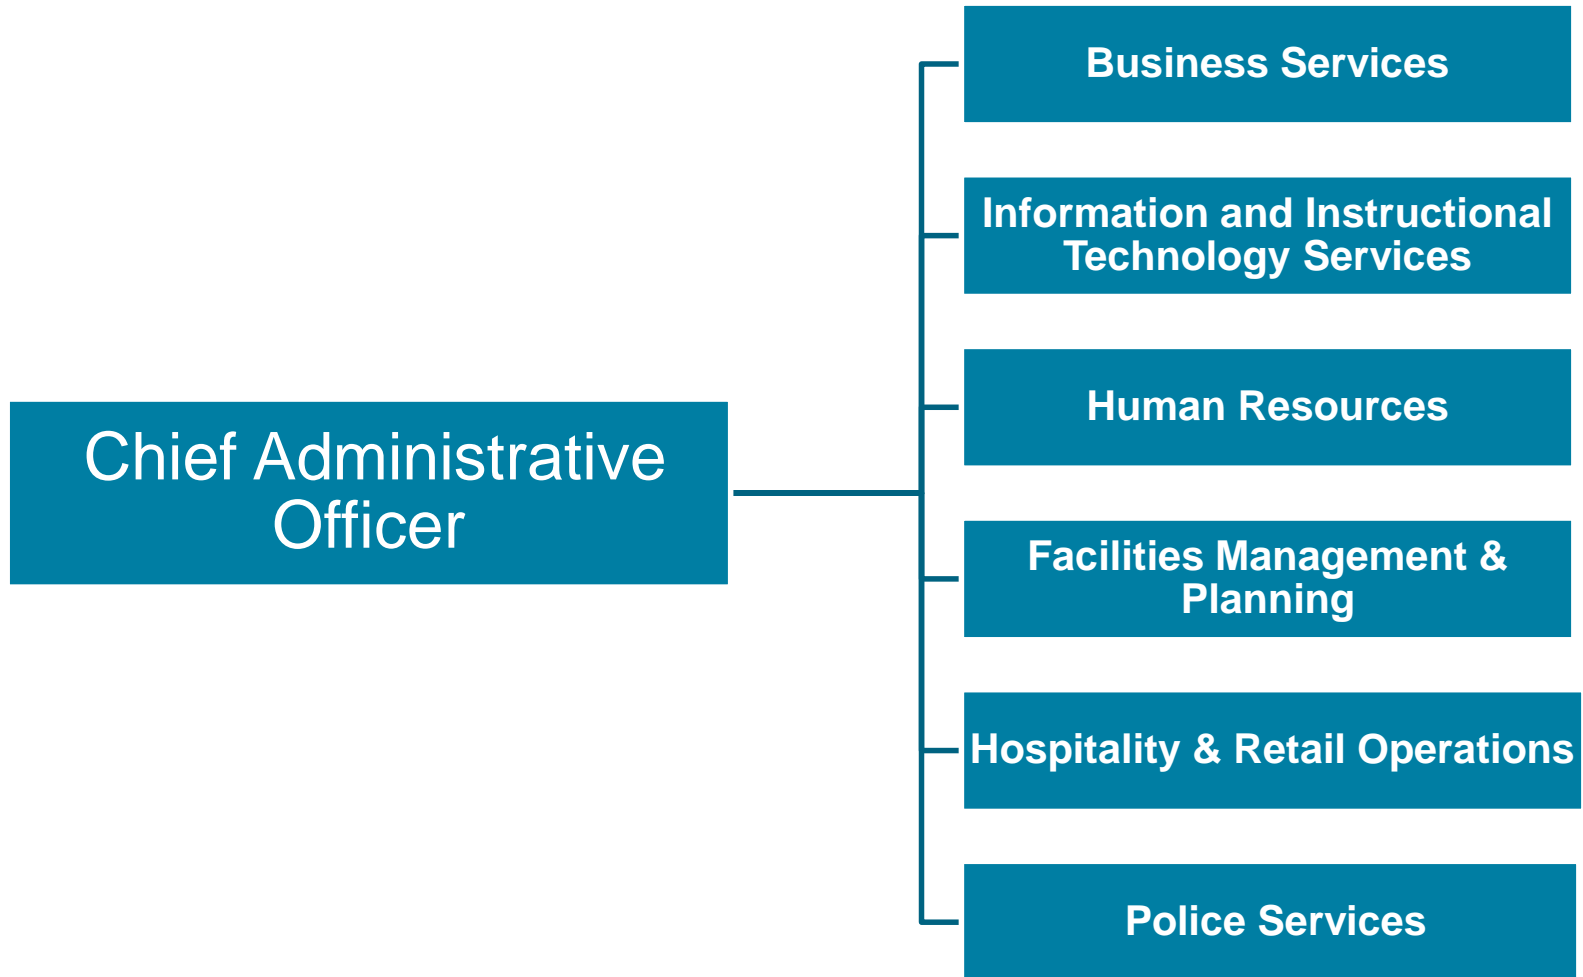 Business Services
Information and Instructional
Technology Services
Human Resources
Chief Administrative
Officer
Facilities Management &
Planning
Hospitality & Retail Operations
Police Services